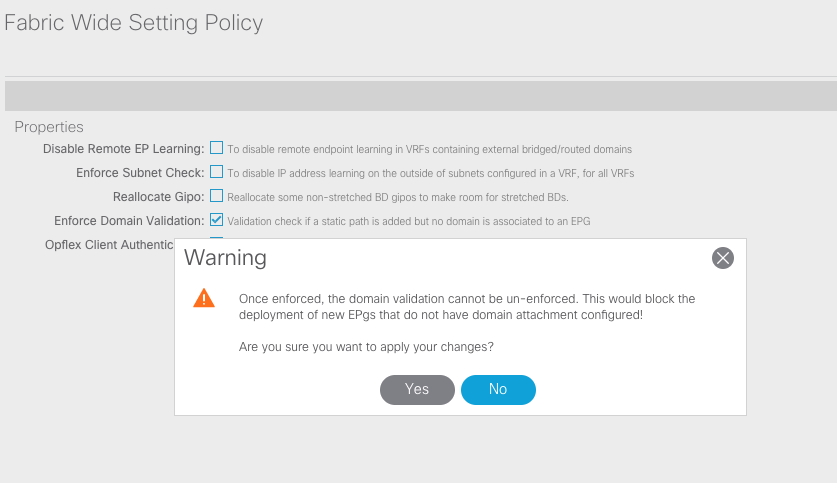 Fabric Wide Setting Policy
Properties
Disable Remote EP Learning: To disable remote endpoint learning in VRFs containing external bridged/routed domains
Enforce Subnet Check: To disable IP address learning on the outside of subnets configured in a VRF, for all VRFs
Reallocate Gipo: Reallocate some non-stretched BD gipos to make room for stretched BDs.
Enforce Domain Validation: Validation check if a static path is added but no domain is associated to an EPG
Opflex Client Authentic
Warning
Once enforced, the domain validation cannot be un-enforced. This would block the
deployment of new EPgs that do not have domain attachment configured!
Are you sure you want to apply your changes?
Yes No